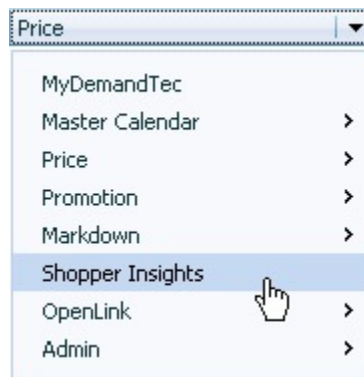 Price
MyDemandTec
Master Calendar
Price
Promotion
Markdown
Shopper Insights
OpenLink
Admin